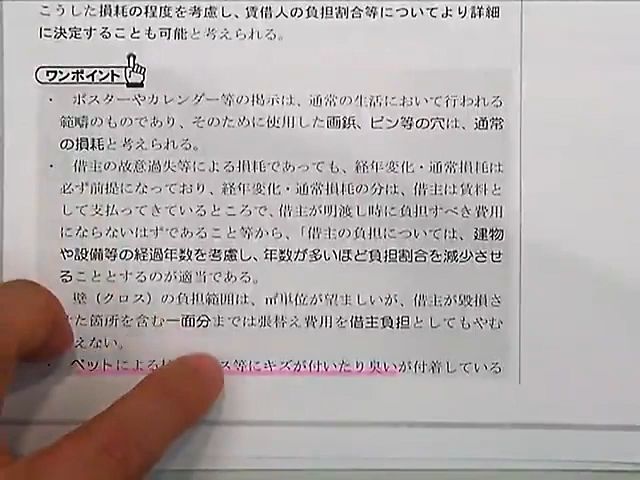 こうした損耗の程度を考慮し、賃借人の負担割合等についてより詳細
に決定することも可能と考えられる。
ワンポイント
・ ポスターやカレンダー等の掲示は、通常の生活において行われる
範疇のものであり、そのために使用した画鋲、ピン等の穴は、通常
の損耗と考えられる。
・ 借主の故意過失等による損耗であっても、経年変化・通常損耗は
必ず前提になっており、経年変化・通常損耗の分は、借主は賃料と
して支払ってきているところで、借主が明渡し時に負担すべき費用
にならないはずであること等から、「借主の負担については、建物
や設備等の経過年数を考慮し、年数が多いほど負担割合を減少させ
ることとするのが適当である。
壁（クロス）の負担範囲は、㎡単位が望ましいが、借主が毀損さ
た箇所を含む一面分までは張替え費用を借主負担としてもやむ
えない。
・ ペットによる ス等にキズが付いたり臭いが付着している